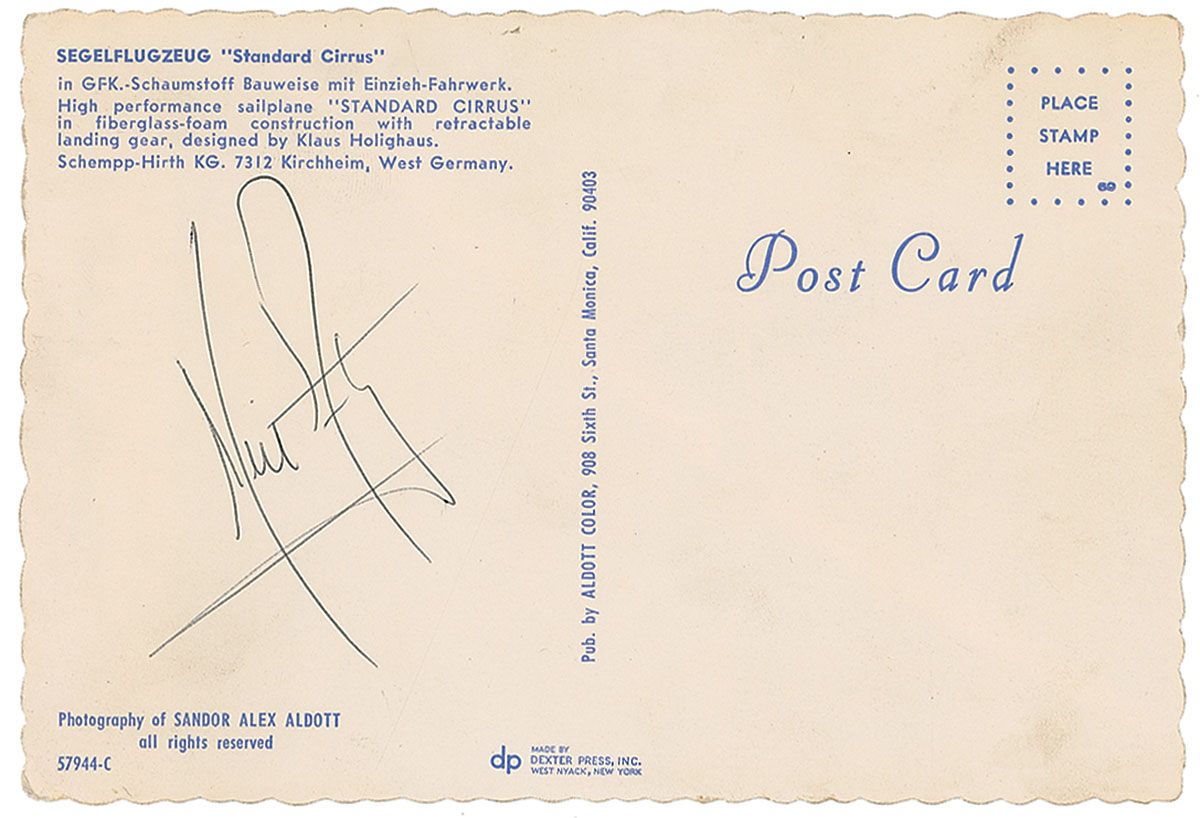 SEGELFLUGZEUG "Standard Cirrus"
in GFK.-Schaumstoff Bauweise mit Einzieh-Fahrwerk.
High performance sailplane "STANDARD CIRRUS"
in fiberglass-foam construction with retractable
landing gear, designed by Klaus Holighaus.
Schempp-Hirth KG. 7312 Kirchheim, West Germany.
Photography of SANDOR ALEX ALDOTT
all rights reserved
57944-C
Pub. by ALDOTT COLOR, 908 Sixth St., Santa Monica, Calif. 90403
dp
MADE BY
DEXTER PRESS, INC.
WEST NYACK, NEW YORK
PLACE
STAMP
HERE
69
Post Card